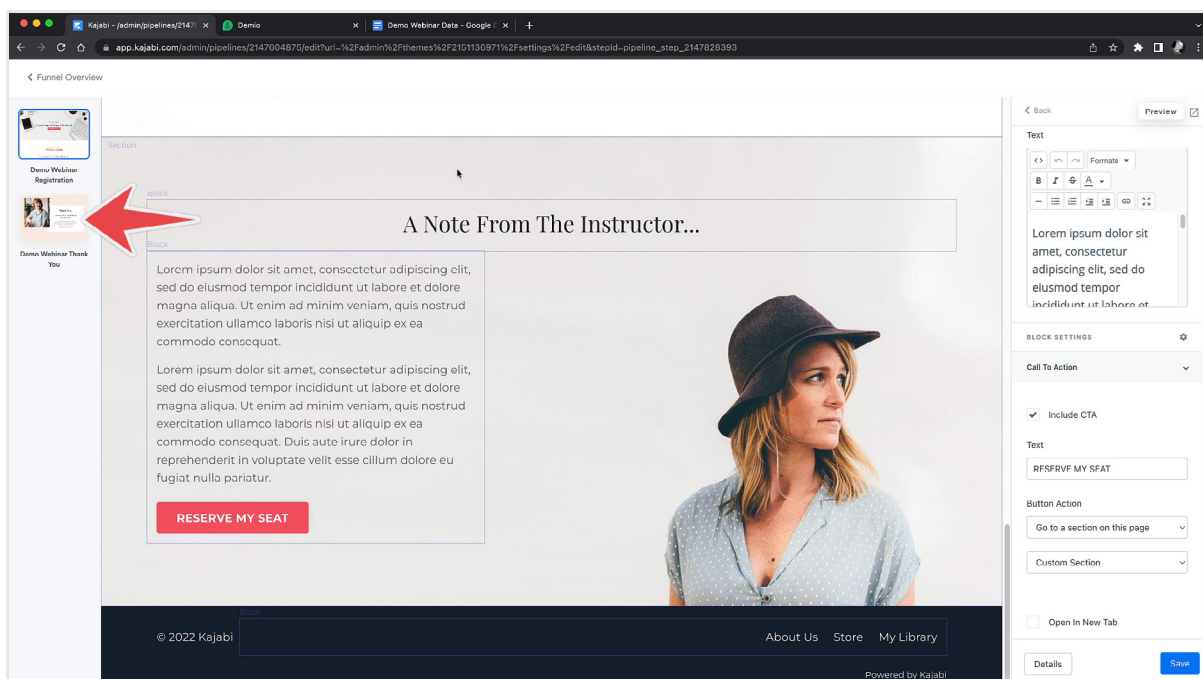 Kajabi - /admin/pipelines/2147
Demio
Demo Webinar Data - Google
app.kajabi.com/admin/pipelines/2147004875/edit?url=%2Fadmin%2Fthemes%2F2151130971%2Fsettings%2Fedit&stepId=pipeline_step_2147828393
Funnel Overview
Demo Webinar
Registration
Thank You
Demo Webinar Thank
You
Section
Block
A Note From The Instructor...
Block
Lorem ipsum dolor sit amet, consectetur adipiscing elit,
sed do eiusmod tempor incididunt ut labore et dolore
magna aliqua. Ut enim ad minim veniam, quis nostrud
exercitation ullamco laboris nisi ut aliquip ex ea
commodo consequat.
Lorem ipsum dolor sit amet, consectetur adipiscing elit,
sed do eiusmod tempor incididunt ut labore et dolore
magna aliqua. Ut enim ad minim veniam, quis nostrud
exercitation ullamco laboris nisi ut aliquip ex ea
commodo consequat. Duis aute irure dolor in
reprehenderit in voluptate velit esse cillum dolore eu
fugiat nulla pariatur.
RESERVE MY SEAT
Block
© 2022 Kajabi
About Us Store My Library
Powered by Kajabi
Back
Preview
Text
Formats
B I S A
Lorem ipsum dolor sit
amet, consectetur
adipiscing elit, sed do
eiusmod tempor
incididunt ut labore et
BLOCK SETTINGS
Call To Action
Include CTA
Text
RESERVE MY SEAT
Button Action
Go to a section on this page
Custom Section
Open In New Tab
Details
Save